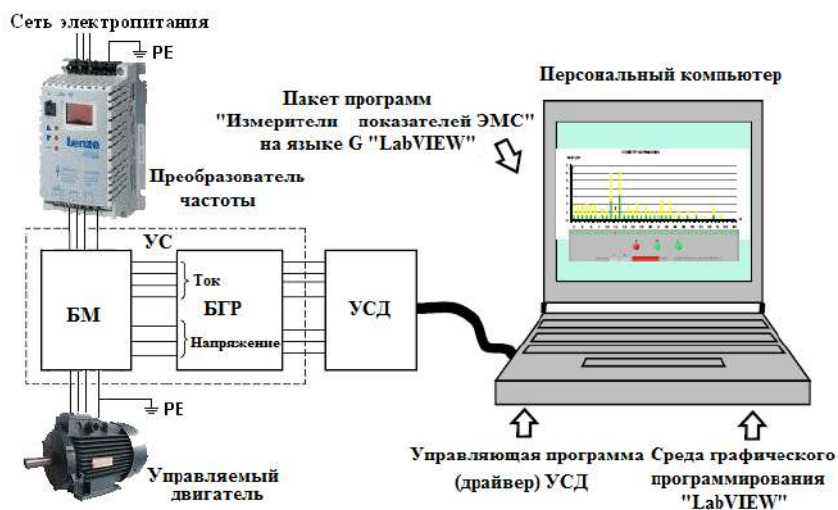 Сеть электропитания
PE
Lenze
Преобразователь
частоты
Пакет программ
"Измерители показателей ЭМС"
на языке G "LabVIEW"
Персональный компьютер
УС
БМ
Ток
БГР
Напряжение
УСД
PE
Управляемый
двигатель
Управляющая программа
(драйвер) УСД
Среда графического
программирования
"LabVIEW"